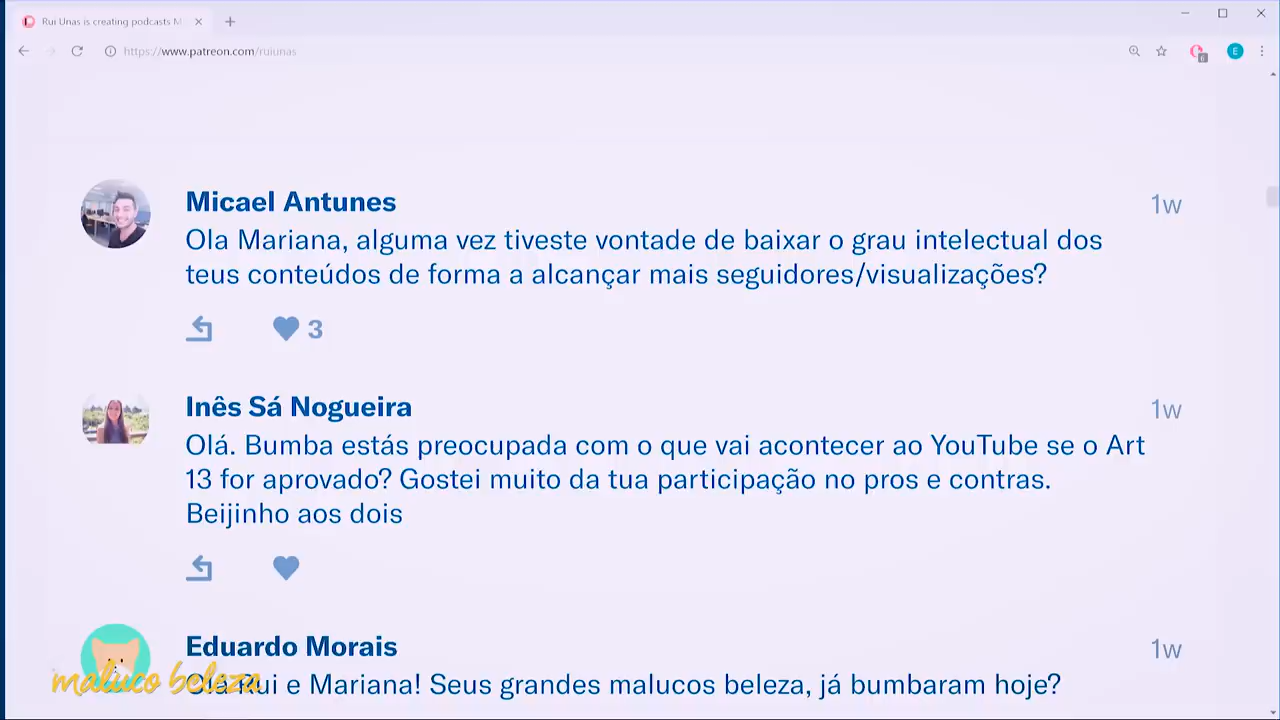 Rui Unas is creating podcasts M
https://www.patreon.com/ruiunas
6
E
Micael Antunes
1w
Ola Mariana, alguma vez tiveste vontade de baixar o grau intelectual dos
teus conteúdos de forma a alcançar mais seguidores/visualizações?
3
Inês Sá Nogueira
1w
Olá. Bumba estás preocupada com o que vai acontecer ao YouTube se o Art
13 for aprovado? Gostei muito da tua participação no pros e contras.
Beijinho aos dois
Eduardo Morais
1w
Olá Rui e Mariana! Seus grandes malucos beleza, já bumbaram hoje?
maluco beleza